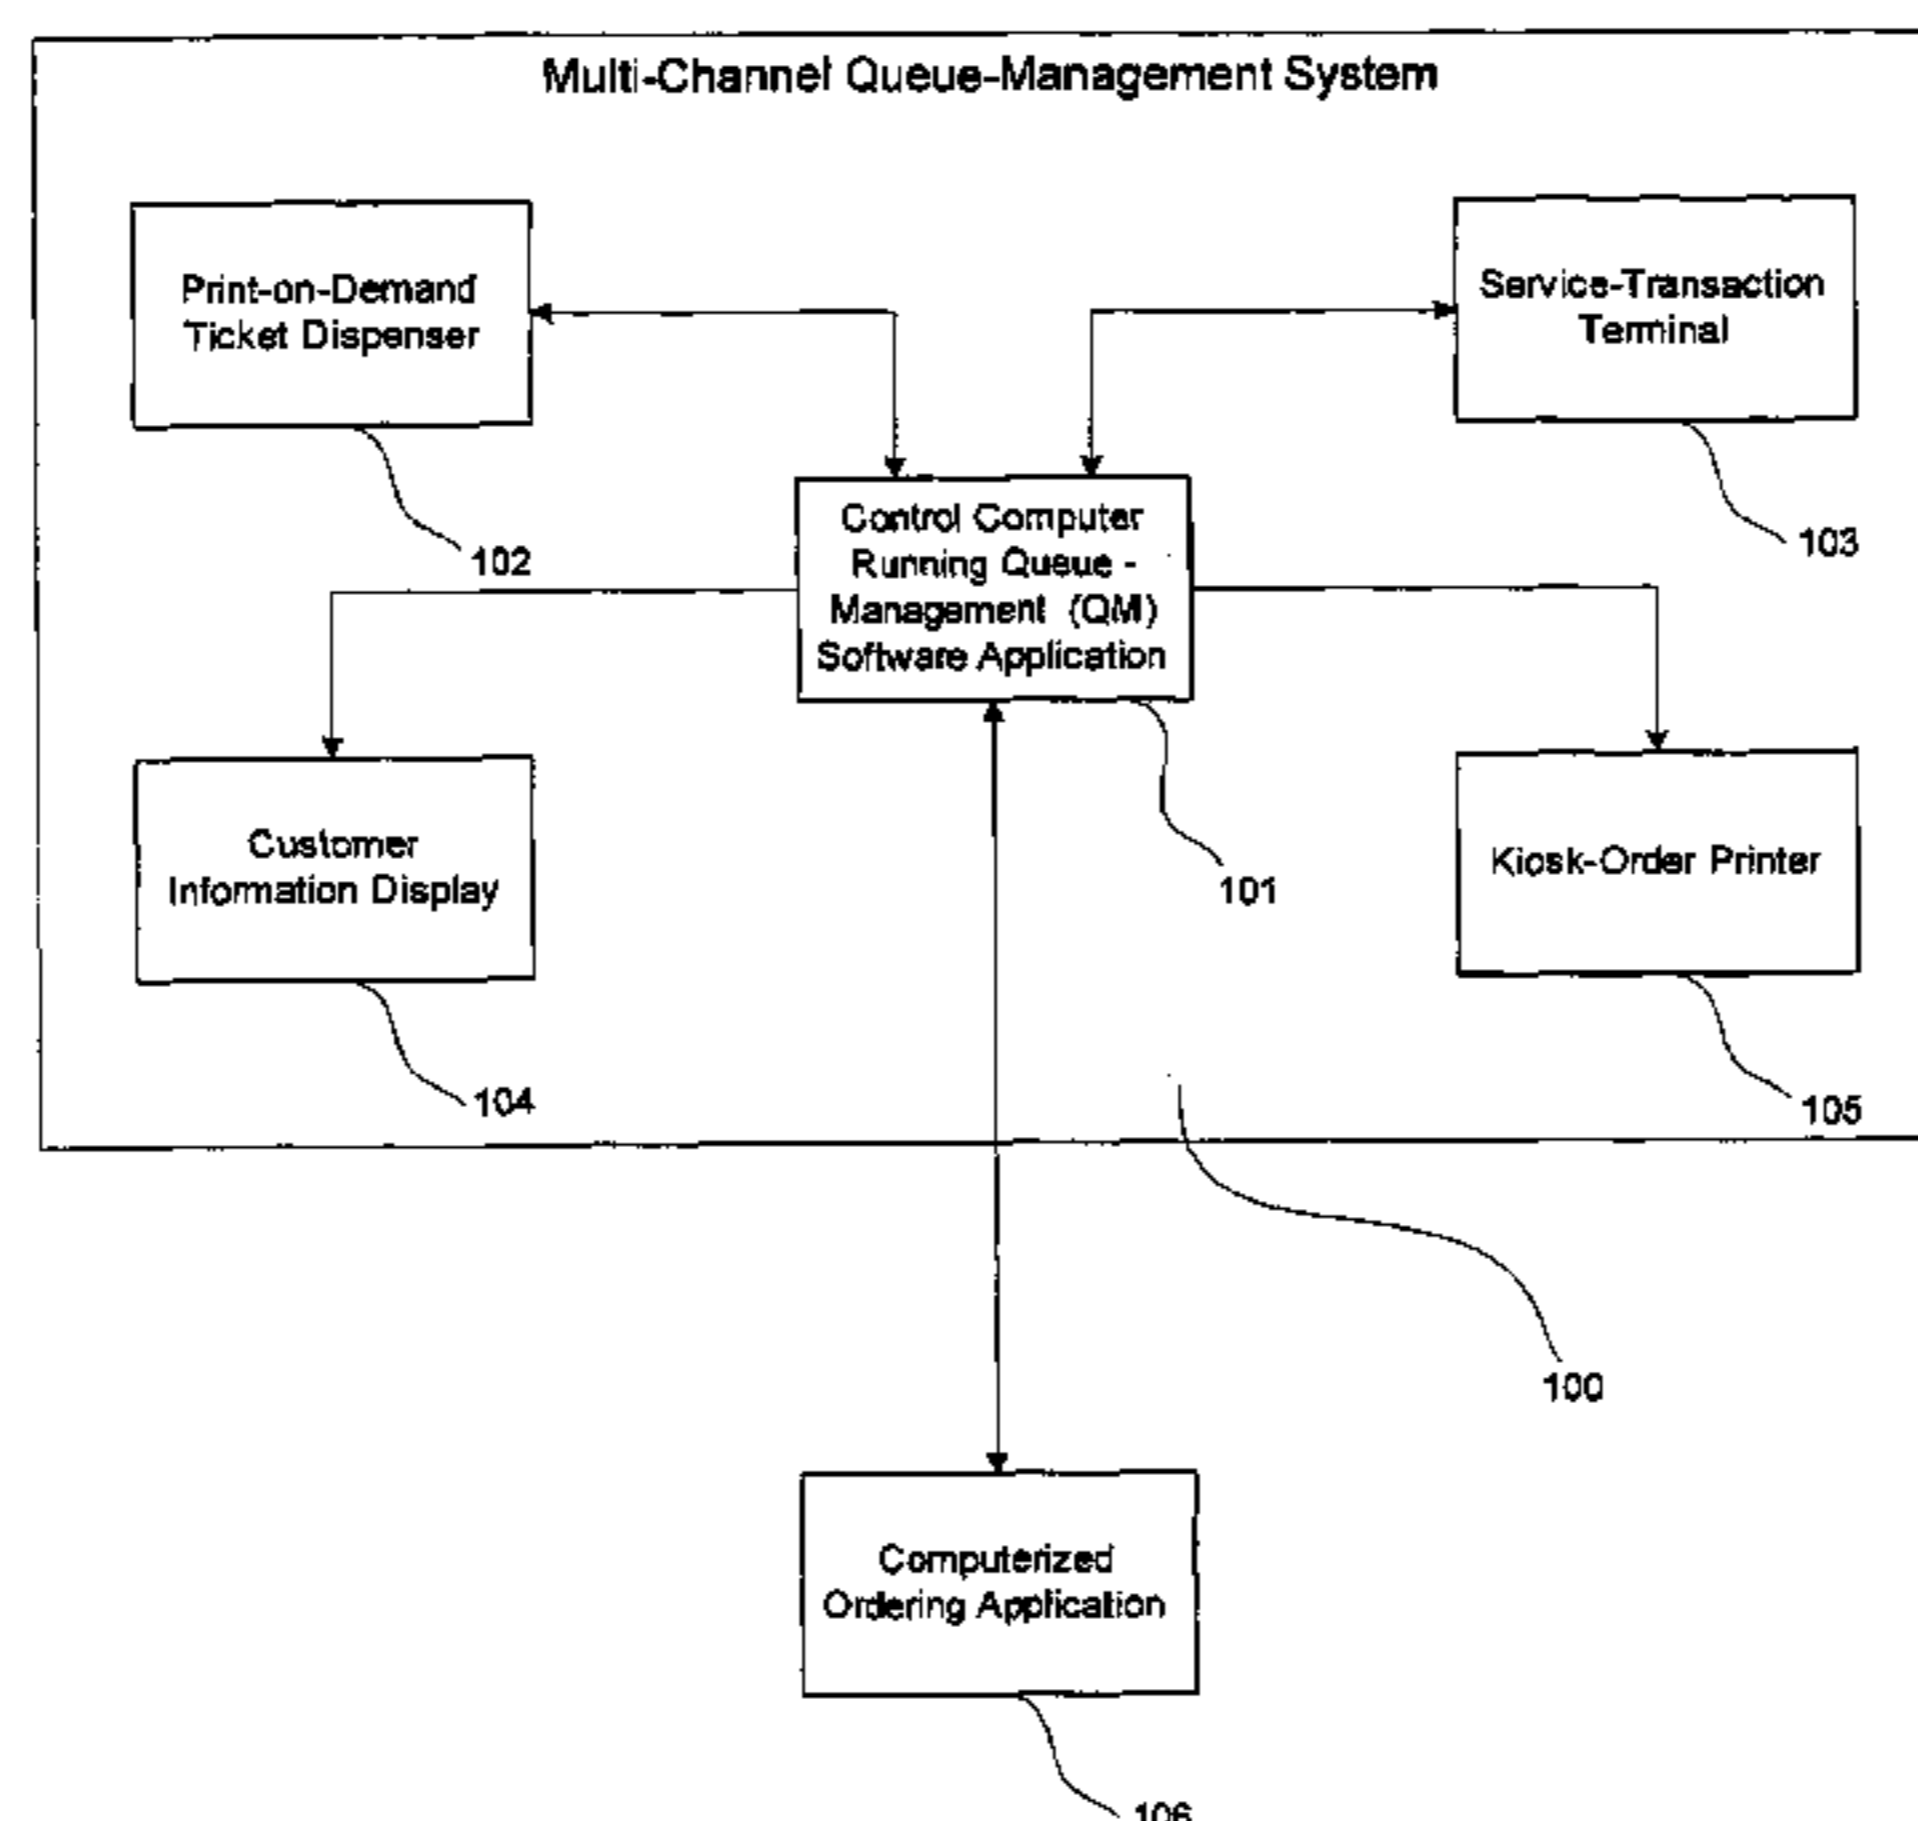 Multi-Channel Queue-Management System
Print-on-Demand
Ticket Dispenser
Service-Transaction
Terminal
102
103
Control Computer
Running Queue -
Management (QMI)
Software Application
101
Customer
Information Display
Kiosk-Order Printer
104
105
100
Computerized
Ordering Application
106